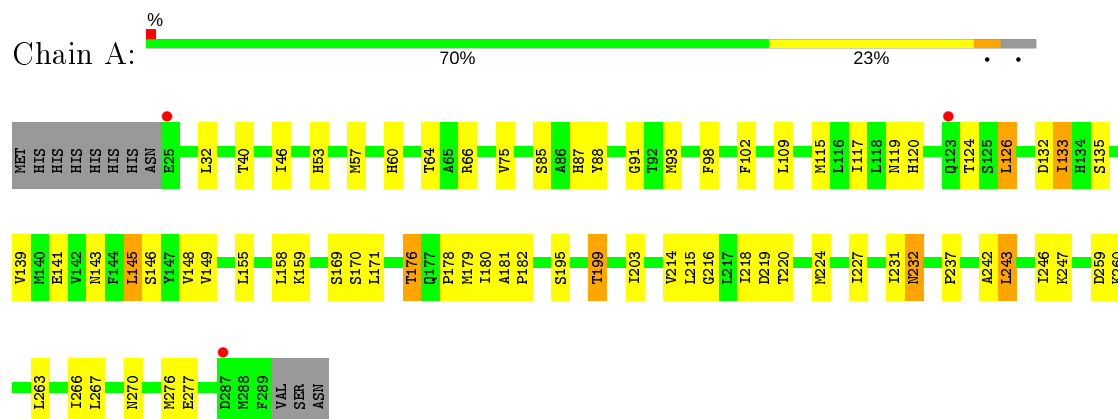 %
Chain A:
70% 23% • •
MET HIS HIS HIS HIS HIS HIS ASN E25 L32 T40 I46 H53 M57 H60 T64 A65 R66 V75 S85 A86 H87 Y88 G91 T92 M93 F98 F102 L109 M115 L116 I117 L118 N119 H120 Q123 T124 S125 L126 D132 I133 H134 S135
V139 M140 E141 V142 N143 F144 L145 S146 Y147 V148 V149 L155 L158 K159 S169 S170 L171 T176 Q177 P178 M179 I180 A181 P182 S195 T199 I203 V214 L215 G216 L217 I218 D219 T220 M224 I227 I231 N232 P237 A242 L243 I246 K247 D259 K260
L263 I266 L267 N270 M276 E277 D287 M288 F289 VAL SER ASN